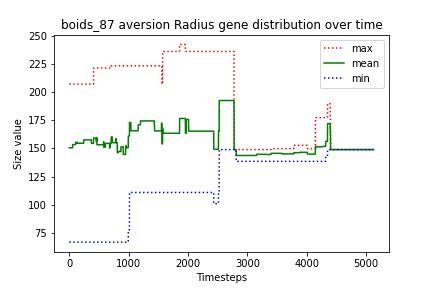 boids_87 aversion Radius gene distribution over time
250
225
200
175
150
125
100
75
Size value
max
mean
min
0
1000
2000
3000
4000
5000
Timesteps